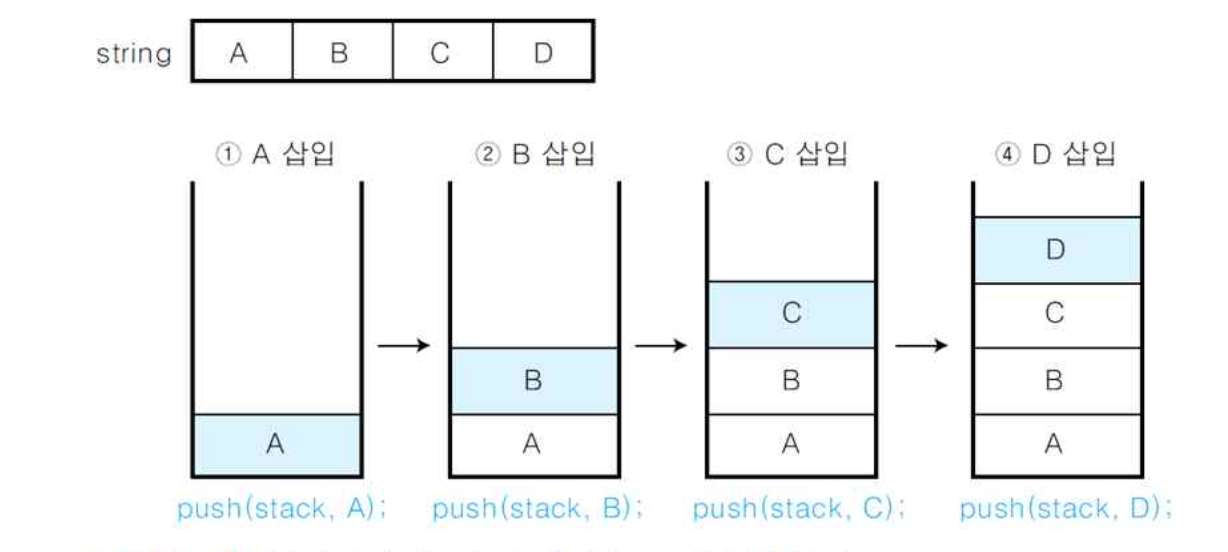 string A B C D
① A 삽입 ② B 삽입 ③ C 삽입 ④ D 삽입
D
C C
B B B
A A A A
push(stack, A); push(stack, B); push(stack, C); push(stack, D);